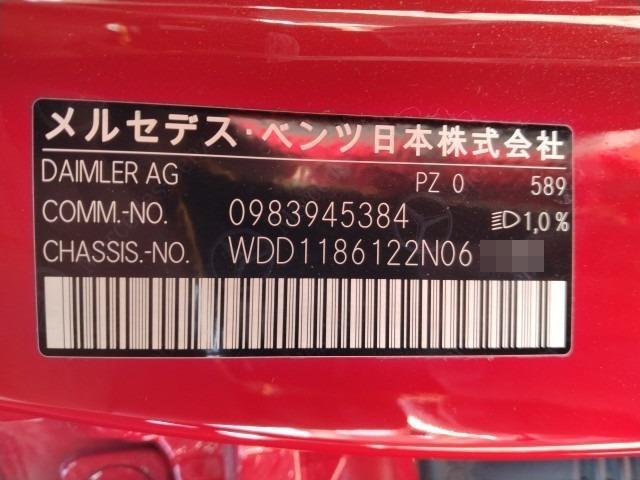 メルセデス・ベンツ日本株式会社
DAIMLER AG PZ 0 589
COMM.-NO. 0983945384 1,0%
CHASSIS.-NO. WDD1186122N06